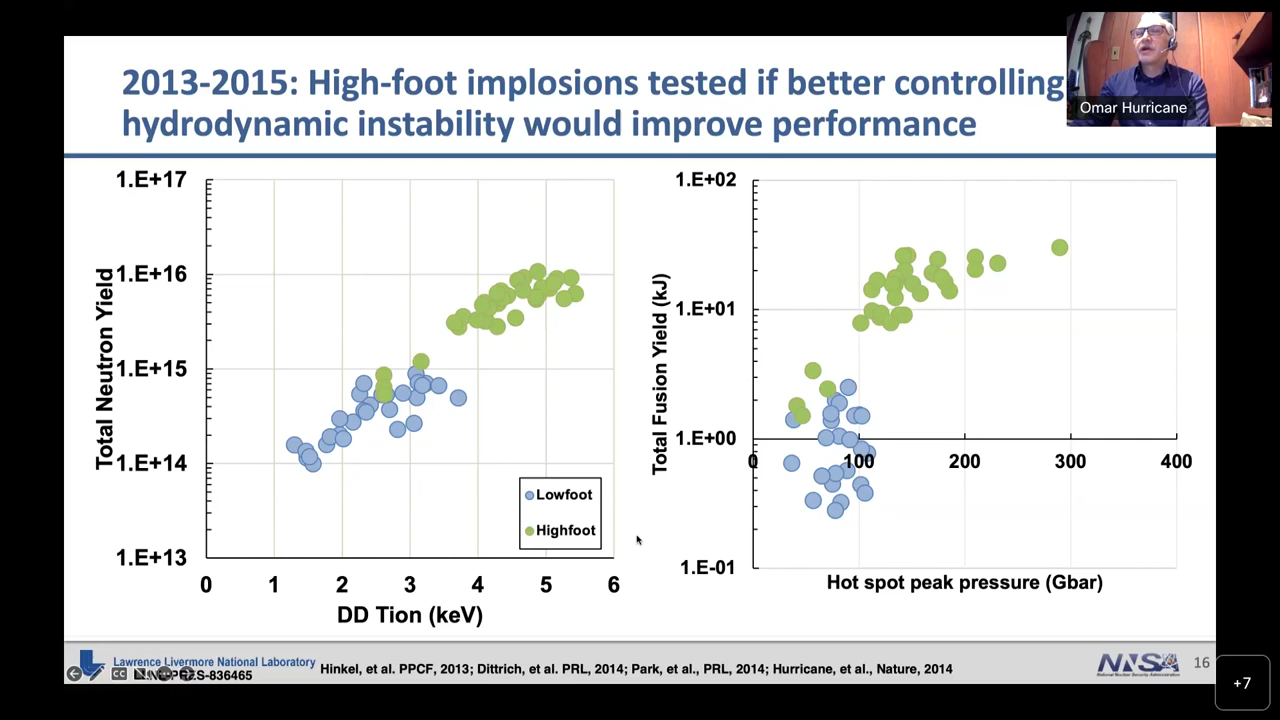 2013-2015: High-foot implosions tested if better controlling
hydrodynamic instability would improve performance
Omar Hurricane
Total Neutron Yield
1.E+17
1.E+16
1.E+15
1.E+14
1.E+13
0 1 2 3 4 5 6
DD Tion (keV)
Lowfoot
Highfoot
Total Fusion Yield (kJ)
1.E+02
1.E+01
1.E+00
1.E-01
0 100 200 300 400
Hot spot peak pressure (Gbar)
Lawrence Livermore National Laboratory
PRES-836465
Hinkel, et al. PPCF, 2013; Dittrich, et al. PRL, 2014; Park, et al., PRL, 2014; Hurricane, et al., Nature, 2014
NNSA
National Nuclear Security Administration
16
+7